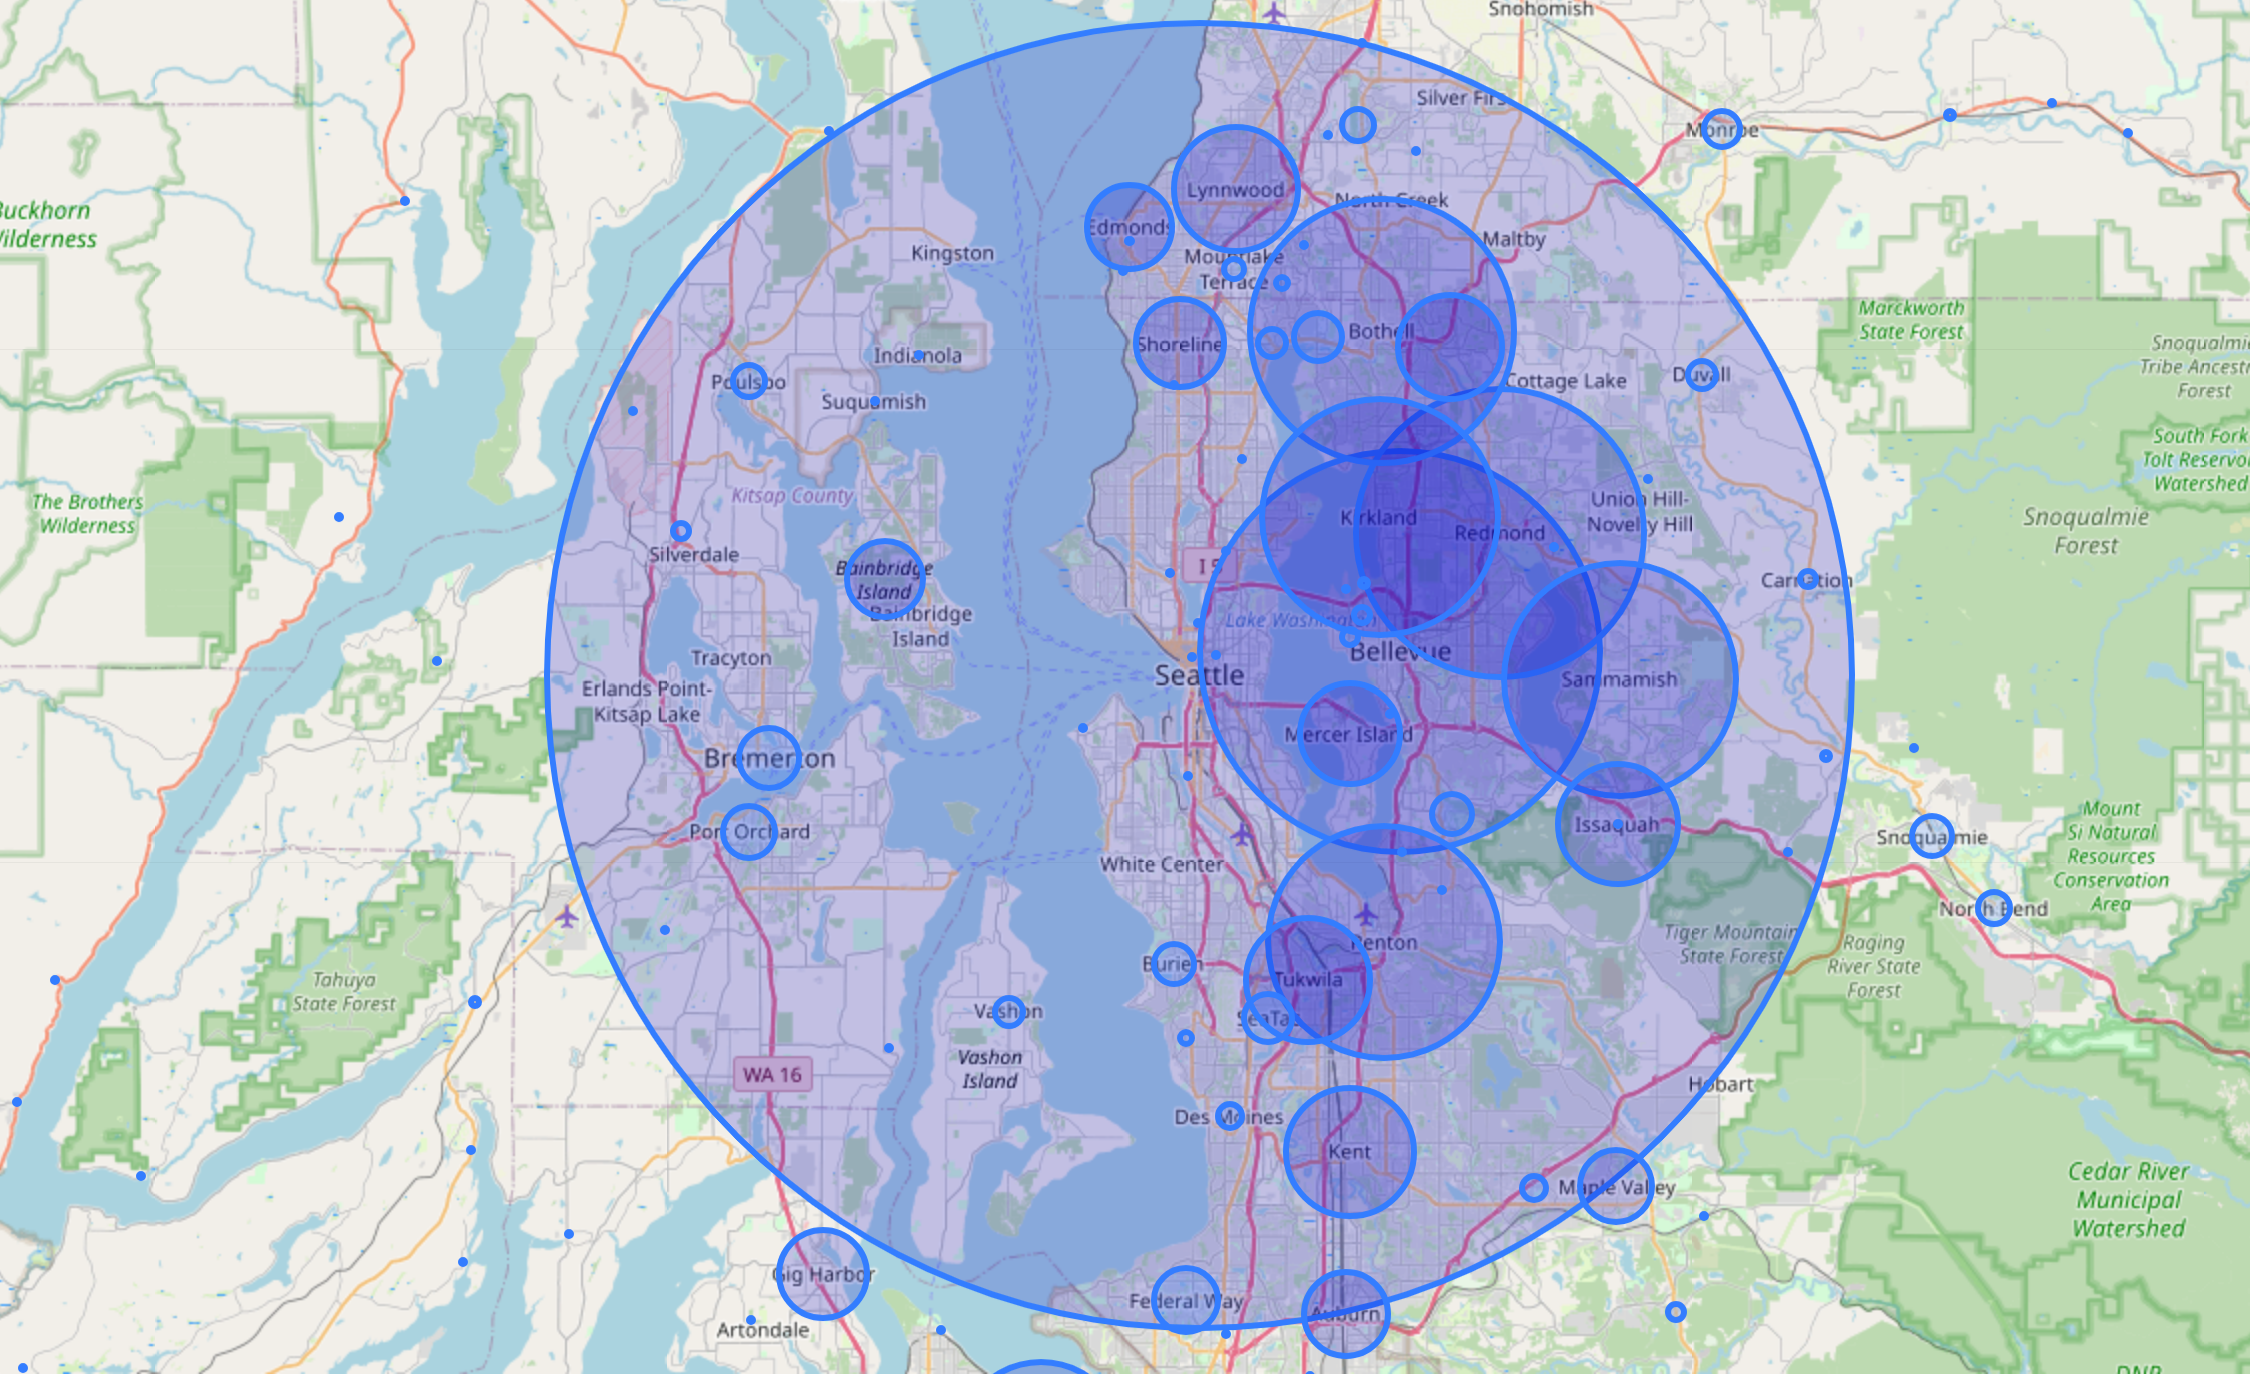 Snohomish
Silver Firs
Monroe
Buckhorn
Wilderness
Lynnwood
North Creek
Edmonds
Maltby
Kingston
Mountlake
Terrace
Marckworth
State Forest
Shoreline
Bothell
Snoqualmie
Tribe Ancestral
Forest
Indianola
Poulsbo
Cottage Lake
Duvall
Suquamish
South Fork
Tolt Reservoir
Watershed
Kitsap County
The Brothers
Wilderness
Union Hill-
Novelty Hill
Kirkland
Redmond
Snoqualmie
Forest
Silverdale
I 5
Bainbridge
Island
Carnation
Bainbridge
Island
Lake Washington
Tracyton
Bellevue
Seattle
Sammamish
Erlands Point-
Kitsap Lake
Mercer Island
Bremerton
Port Orchard
Issaquah
Snoqualmie
Mount
Si Natural
Resources
Conservation
Area
White Center
North Bend
Tiger Mountain
State Forest
Raging
River State
Forest
Renton
Burien
Tukwila
Tahuya
State Forest
Vashon
SeaTac
Vashon
Island
WA 16
Hobart
Des Moines
Kent
Maple Valley
Cedar River
Municipal
Watershed
Gig Harbor
Federal Way
Auburn
Artondale
DNR